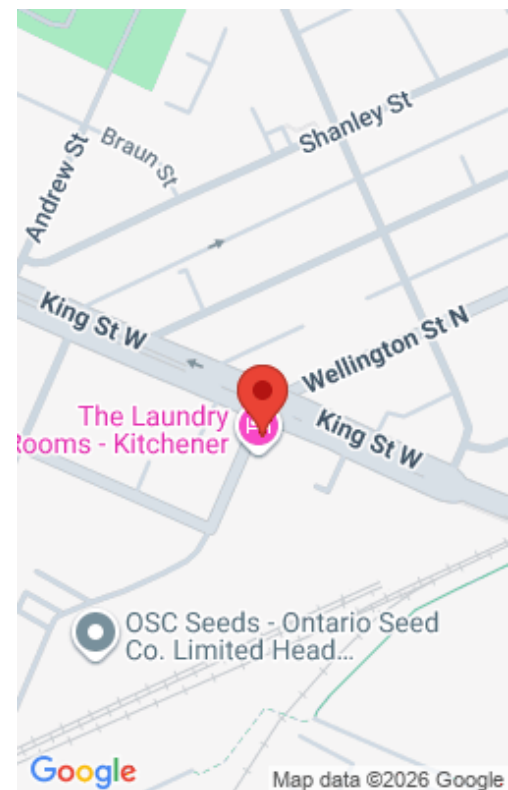 Shanley St
Braun St
Andrew St
King St W
Wellington St N
The Laundry
Rooms - Kitchener
King St W
OSC Seeds - Ontario Seed
Co. Limited Head...
Google
Map data ©2026 Google